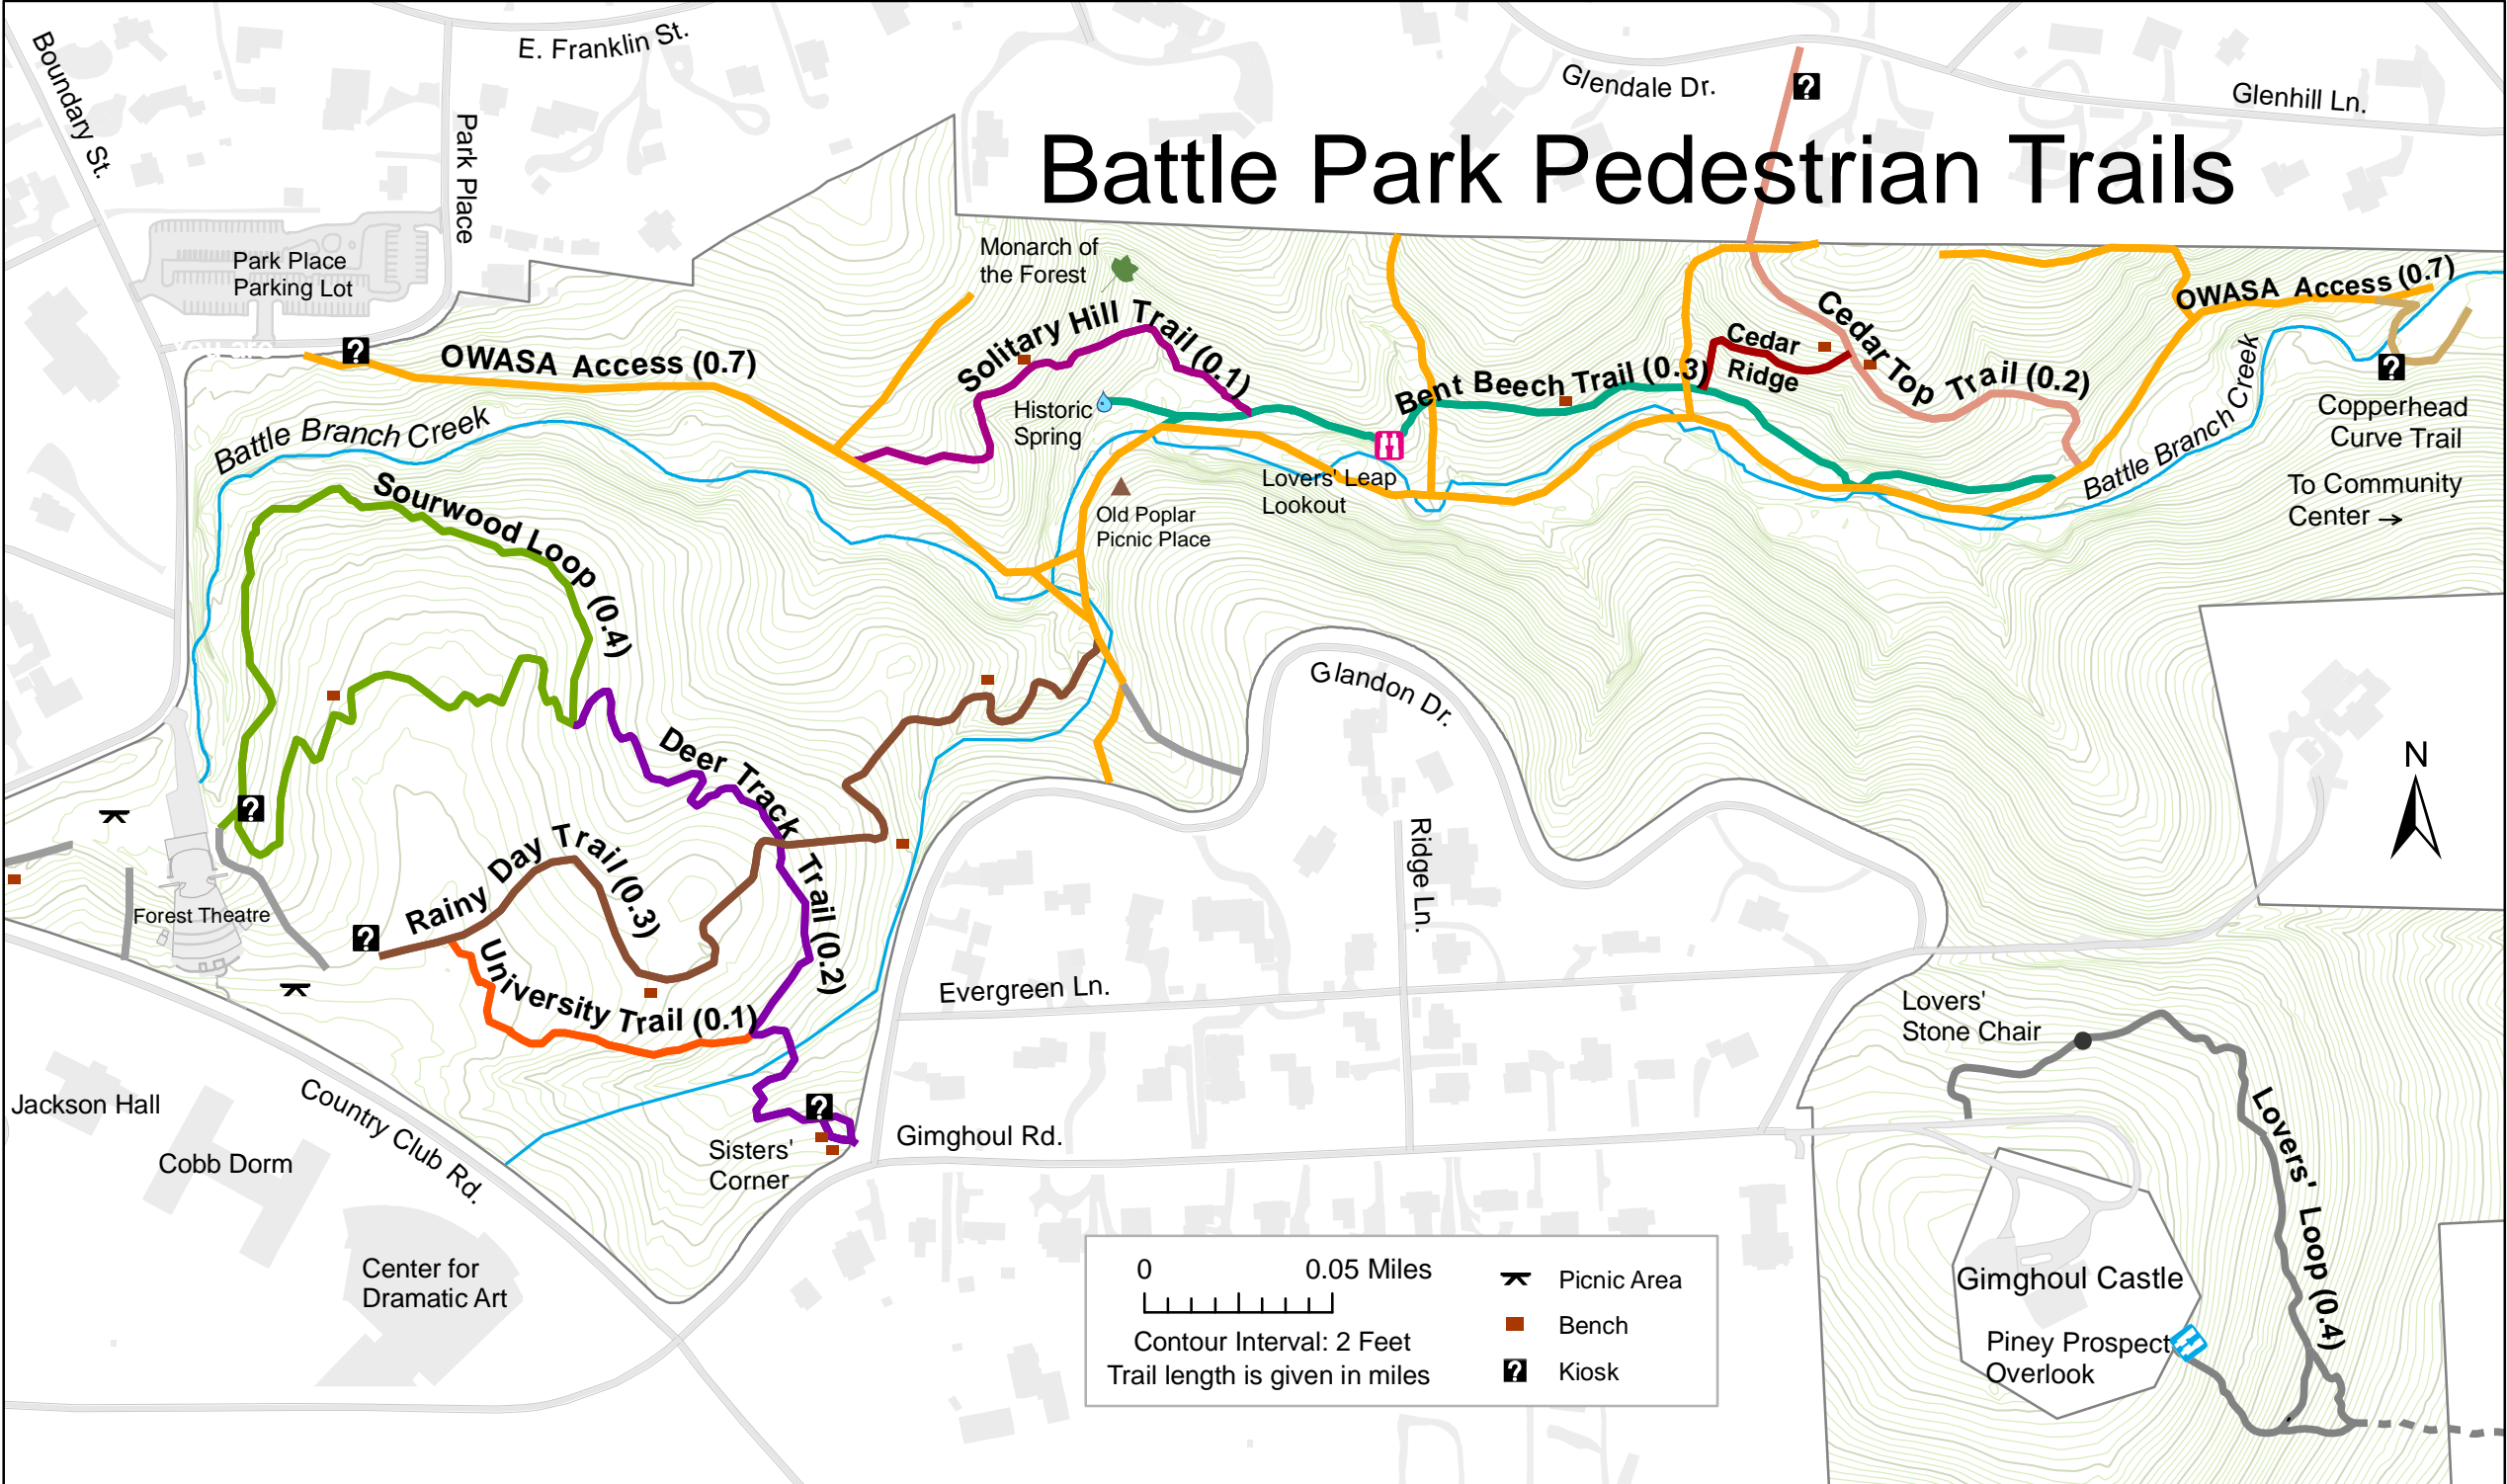 Battle Park Pedestrian Trails
Boundary St.
E. Franklin St.
Park Place
Glendale Dr.
Glenhill Ln.
Park Place
Parking Lot
You are
OWASA Access (0.7)
Battle Branch Creek
Monarch of
the Forest
Solitary Hill Trail (0.1)
Historic
Spring
Old Poplar
Picnic Place
Lovers' Leap
Lookout
Bent Beech Trail (0.3)
Cedar
Ridge
Cedar Top Trail (0.2)
OWASA Access (0.7)
Battle Branch Creek
Copperhead
Curve Trail
To Community
Center →
Sourwood Loop (0.4)
Deer Track Trail (0.2)
Rainy Day Trail (0.3)
University Trail (0.1)
Forest Theatre
Glandon Dr.
Ridge Ln.
Evergreen Ln.
Gimghoul Rd.
Country Club Rd.
Sisters'
Corner
Jackson Hall
Cobb Dorm
Center for
Dramatic Art
N
Lovers'
Stone Chair
Lovers' Loop (0.4)
Gimghoul Castle
Piney Prospect
Overlook
0 0.05 Miles
Contour Interval: 2 Feet
Trail length is given in miles
Picnic Area
Bench
? Kiosk